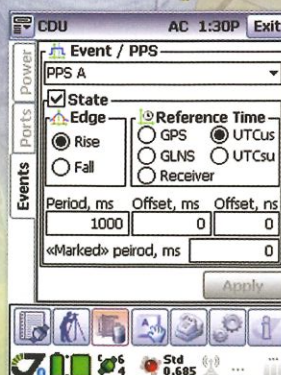 CDU AC 1:30P Exit
Event / PPS
PPS A
State
Edge
Reference Time
Rise
Fall
GPS
UTCus
GLNS
UTCsu
Receiver
Period, ms Offset, ms Offset, ns
1000 0 0
«Marked» peirod, ms 0
Apply
Power
Ports
Events
6
4
Std
0.685